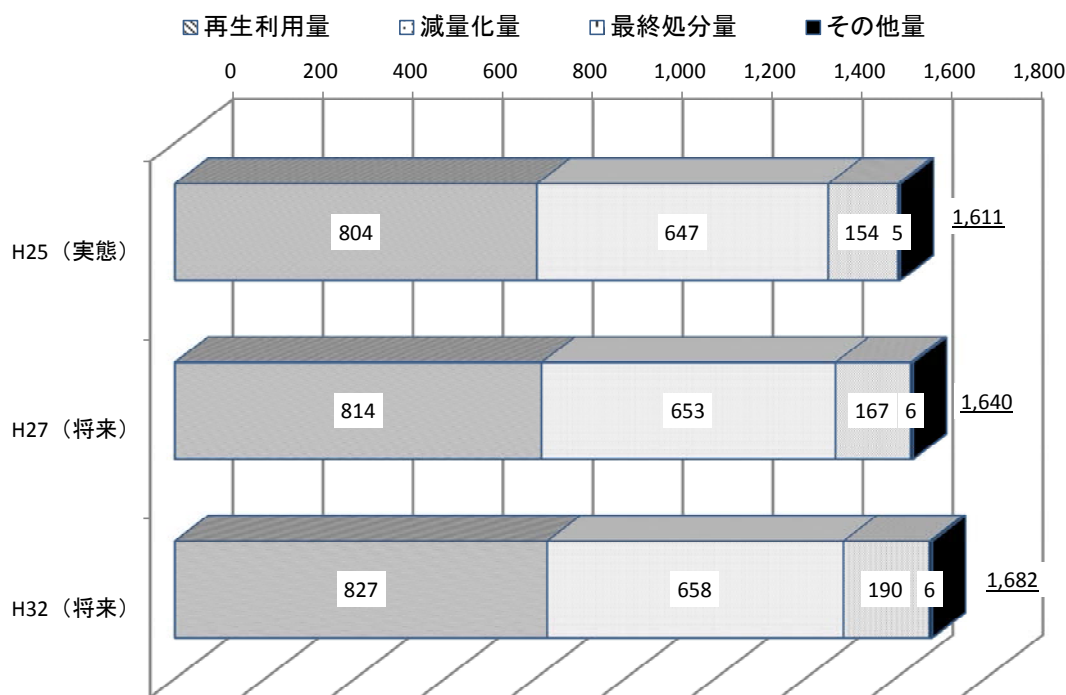 再生利用量 減量化量 最終処分量 その他量
0 200 400 600 800 1,000 1,200 1,400 1,600 1,800
H25（実態） 804 647 154 5 1,611
H27（将来） 814 653 167 6 1,640
H32（将来） 827 658 190 6 1,682